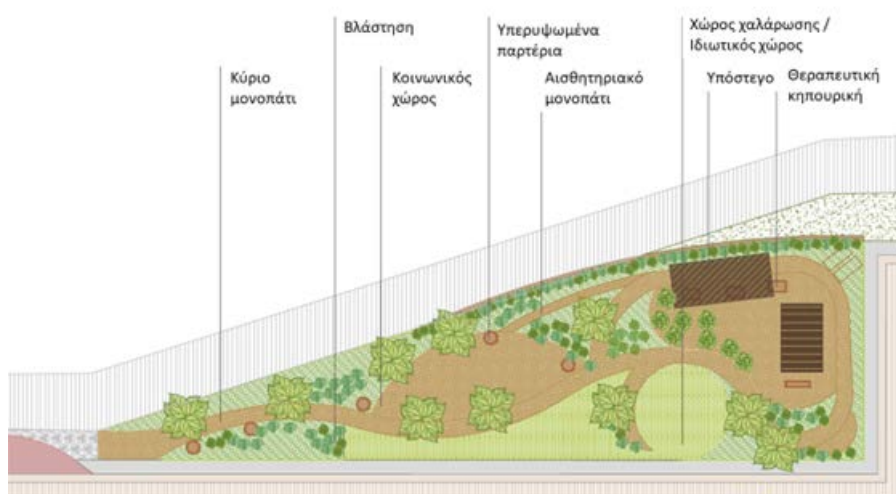 Βλάστηση
Υπερυψωμένα
παρτέρια
Χώρος χαλάρωσης /
Ιδιωτικός χώρος
Κύριο
μονοπάτι
Κοινωνικός
χώρος
Αισθητηριακό
μονοπάτι
Υπόστεγο
Θεραπευτική
κηπουρική